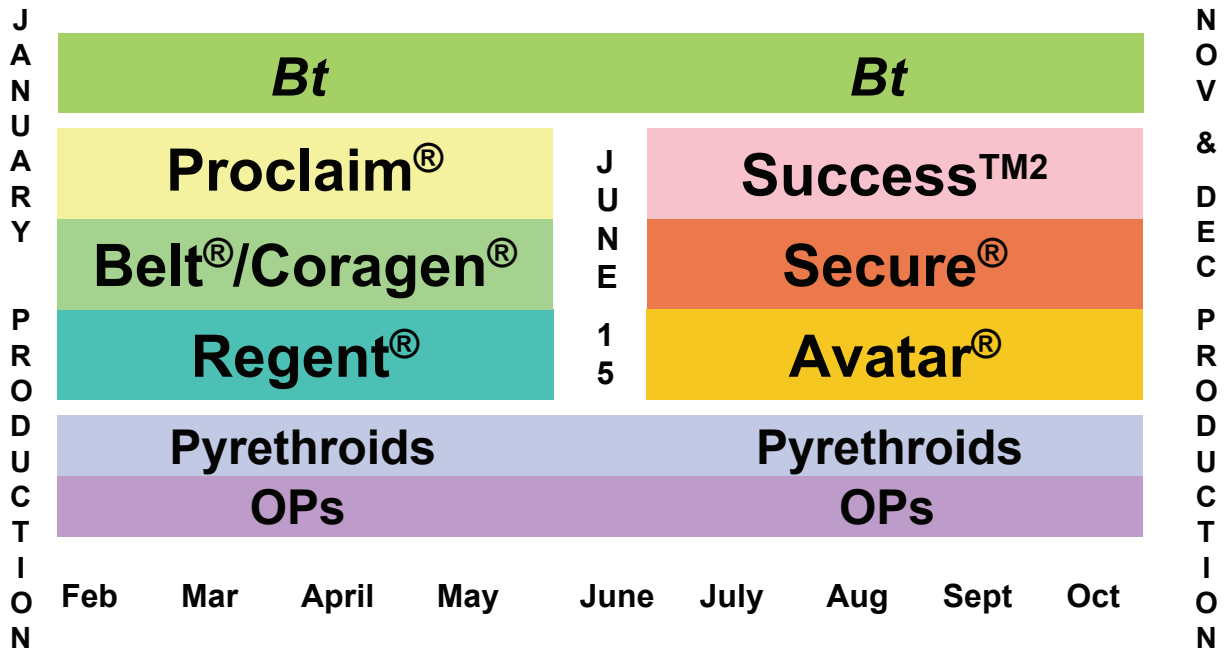 JANUARY PRODUCTION
Bt Bt
Proclaim® Success™2
Belt®/Coragen® Secure®
Regent® Avatar®
JUNE 15
Pyrethroids Pyrethroids
OPs OPs
Feb Mar April May June July Aug Sept Oct
NOV & DEC PRODUCTION